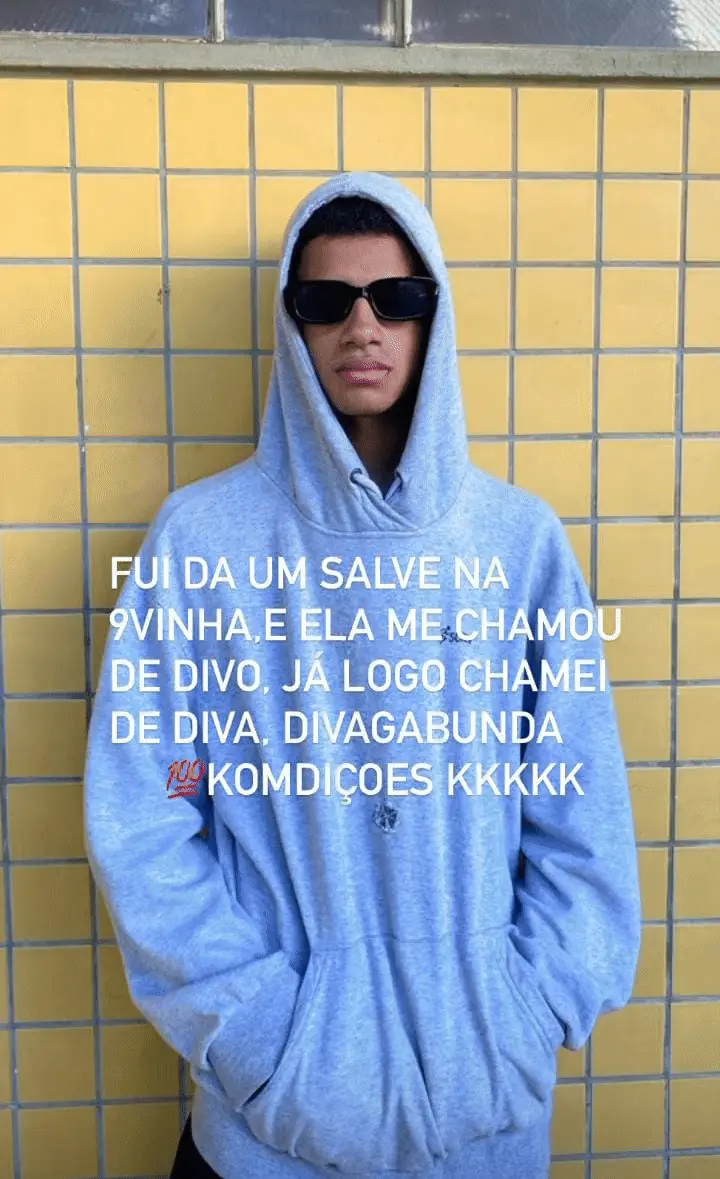 FUI DA UM SALVE NA
9VINHA,E ELA ME CHAMOU
DE DIVO, JÁ LOGO CHAMEI
DE DIVA, DIVAGABUNDA
💯KOMDIÇOES KKKKK